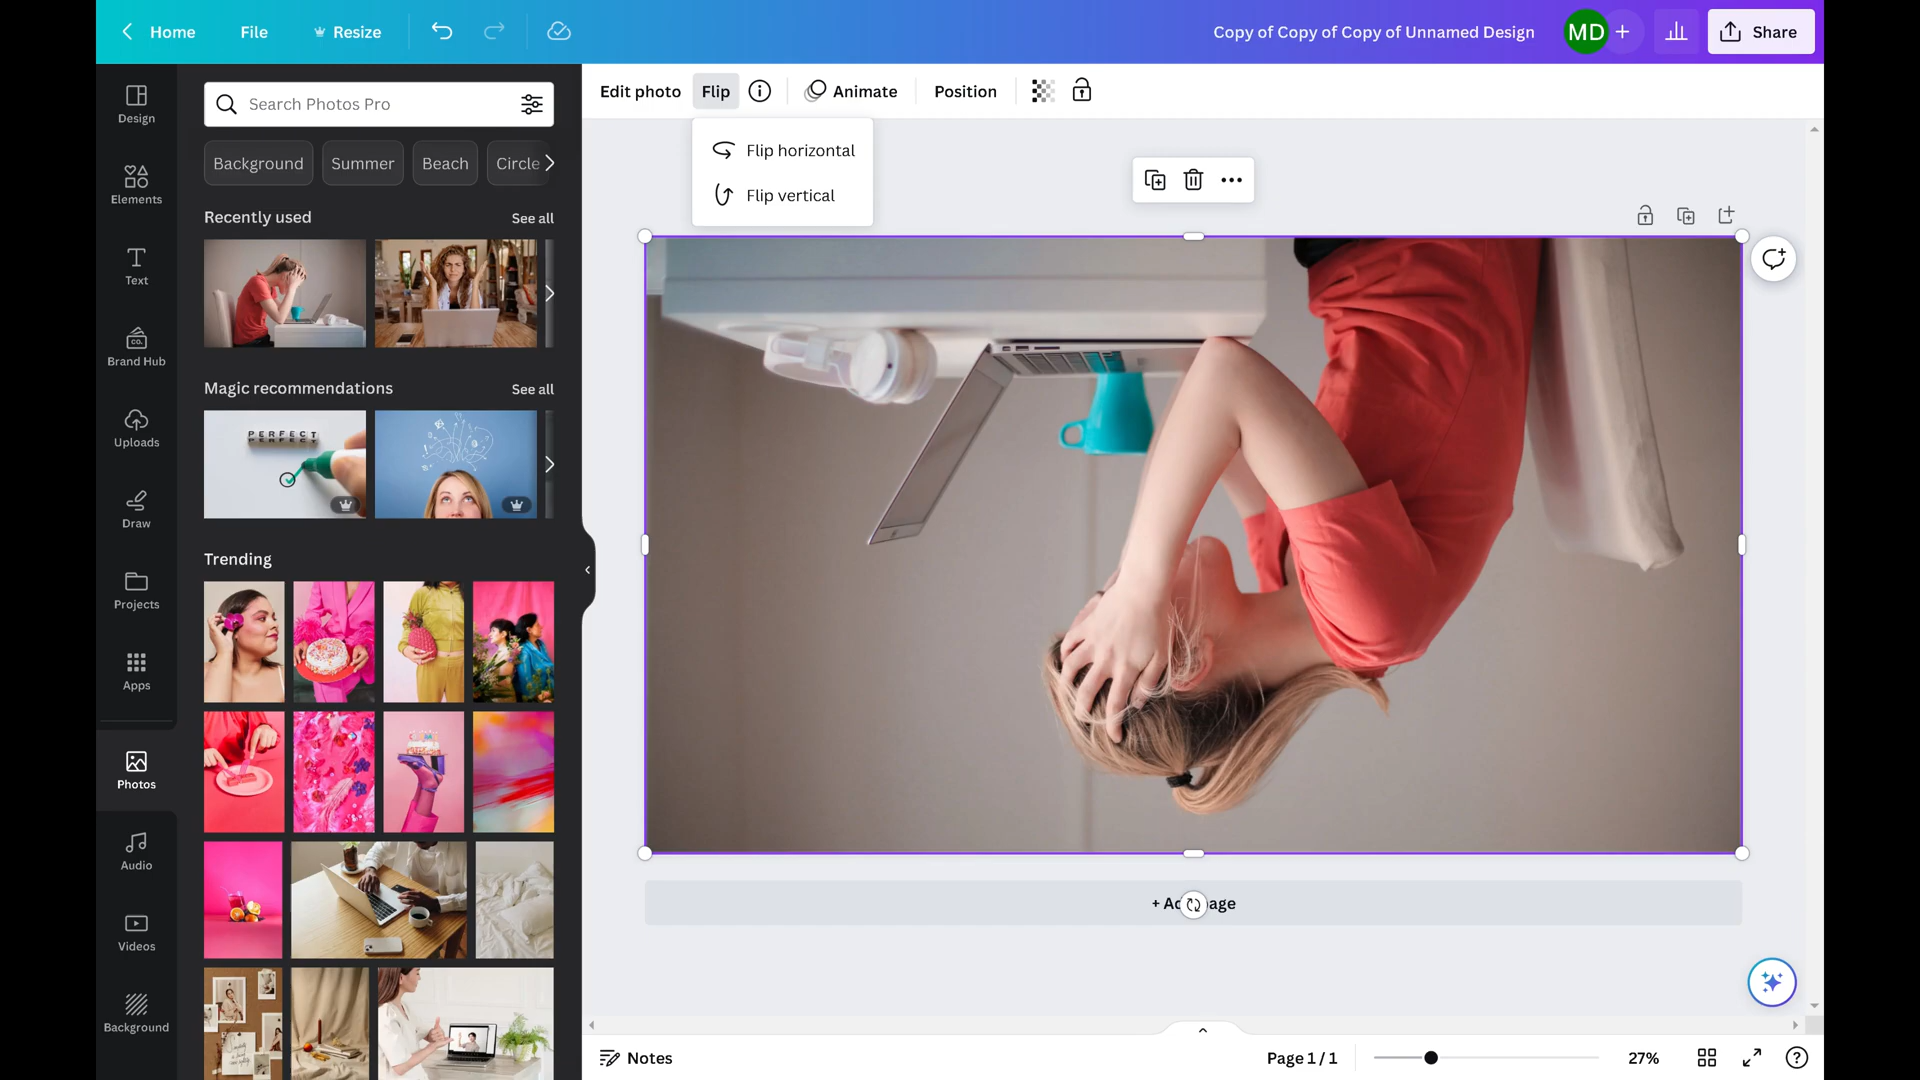 Home
File
Resize
Copy of Copy of Copy of Unnamed Design
MD
Share
Design
Elements
Text
CO.
Brand Hub
Uploads
Draw
Projects
Apps
Photos
Audio
Videos
Background
Search Photos Pro
Background
Summer
Beach
Circle
Recently used
See all
Magic recommendations
See all
PERFECT
Trending
Edit photo
Flip
Animate
Position
Flip horizontal
Flip vertical
+ Ad age
Notes
Page 1 / 1
27%